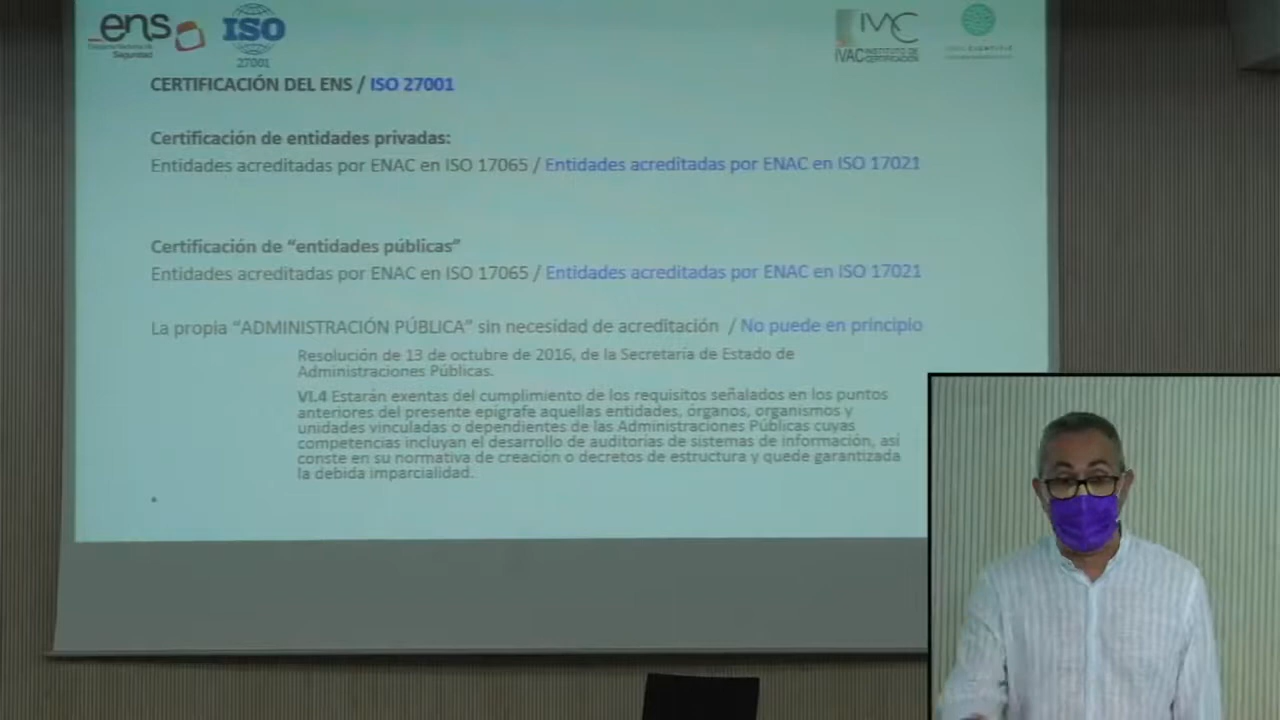 ens
Seguridad
ISO
27001
IVAC
IVAC INSTITUTO DE
CERTIFICACIÓN
CERTIFICACIÓN DEL ENS / ISO 27001
Certificación de entidades privadas:
Entidades acreditadas por ENAC en ISO 17065 / Entidades acreditadas por ENAC en ISO 17021
Certificación de “entidades públicas”
Entidades acreditadas por ENAC en ISO 17065 / Entidades acreditadas por ENAC en ISO 17021
La propia “ADMINISTRACIÓN PÚBLICA” sin necesidad de acreditación / No puede en principio
Resolución de 13 de octubre de 2016, de la Secretaría de Estado de
Administraciones Públicas.
VI.4 Estarán exentas del cumplimiento de los requisitos señalados en los puntos
anteriores del presente epígrafe aquellas entidades, órganos, organismos y
unidades vinculadas o dependientes de las Administraciones Públicas cuyas
competencias incluyan el desarrollo de auditorías de sistemas de información, así
conste en su normativa de creación o decretos de estructura y quede garantizada
la debida imparcialidad.